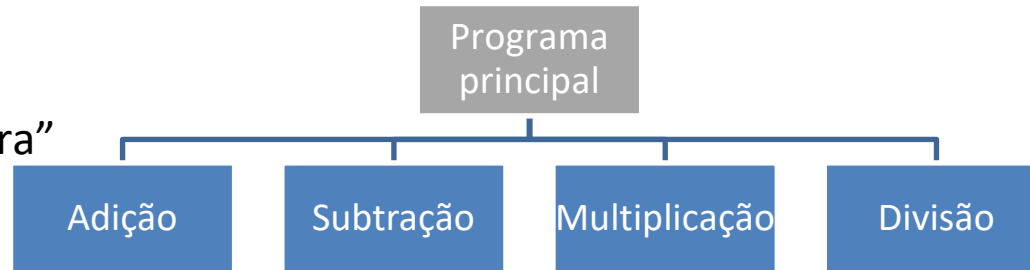 Programa
principal
ra”
Adição
Subtração
Multiplicação
Divisão